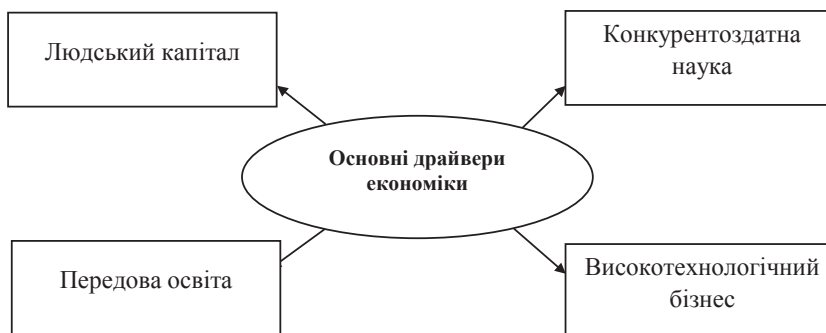 Людський капітал
Конкурентоздатна
наука
Основні драйвери
економіки
Передова освіта
Високотехнологічний
бізнес